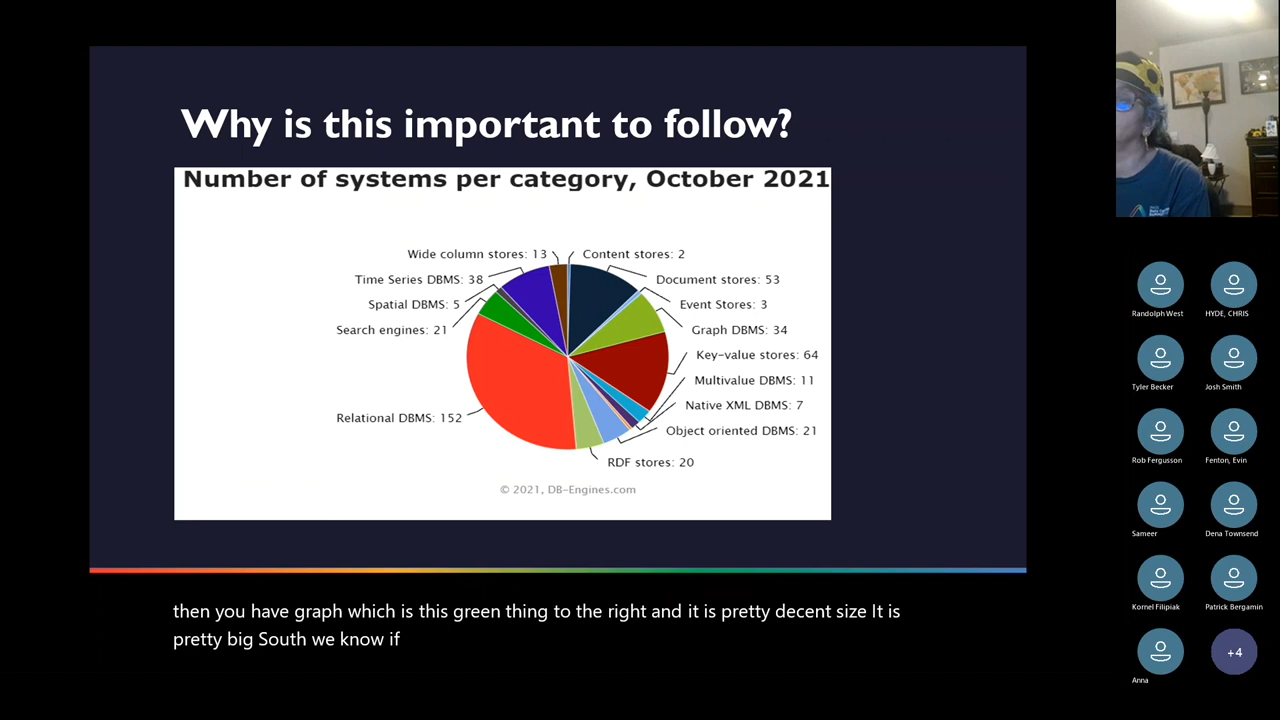 Why is this important to follow?
Number of systems per category, October 2021
Wide column stores: 13
Content stores: 2
Time Series DBMS: 38
Document stores: 53
Spatial DBMS: 5
Event Stores: 3
Search engines: 21
Graph DBMS: 34
Key-value stores: 64
Multivalue DBMS: 11
Native XML DBMS: 7
Relational DBMS: 152
Object oriented DBMS: 21
RDF stores: 20
© 2021, DB-Engines.com
then you have graph which is this green thing to the right and it is pretty decent size It is
pretty big South we know if
Randolph West
HYDE, CHRIS
Tyler Becker
Josh Smith
Rob Fergusson
Fenton, Evin
Sameer
Dena Townsend
Kornel Filipiak
Patrick Bergamin
Anna
+4